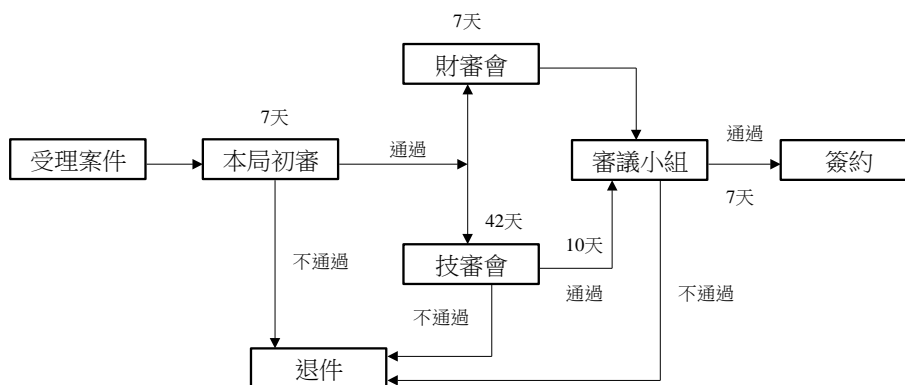 7天
財審會
7天
受理案件
本局初審
通過
審議小組
通過
簽約
7天
42天
技審會
10天
通過
不通過
不通過
不通過
退件